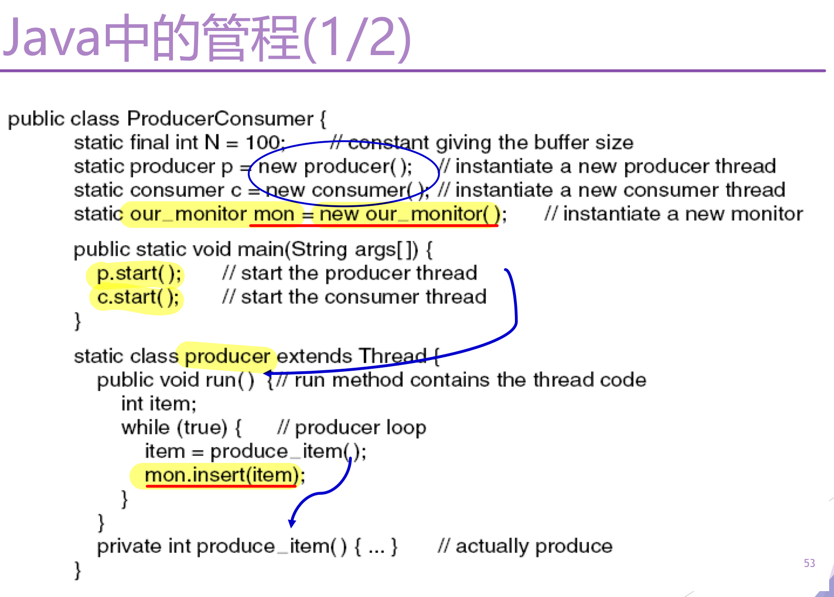 Java中的管程(1/2)
public class ProducerConsumer {
static final int N = 100; // constant giving the buffer size
static producer p = new producer( ); // instantiate a new producer thread
static consumer c = new consumer( ); // instantiate a new consumer thread
static our_monitor mon = new our_monitor( ); // instantiate a new monitor
public static void main(String args[ ]) {
p.start( ); // start the producer thread
c.start( ); // start the consumer thread
}
static class producer extends Thread {
public void run( ) { // run method contains the thread code
int item;
while (true) { // producer loop
item = produce_item( );
mon.insert(item);
}
}
private int produce_item( ) { ... } // actually produce
}
53